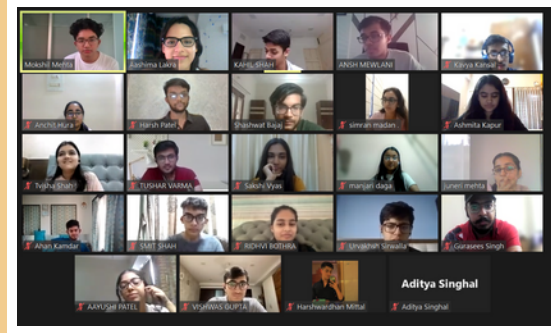 Mokshil Mehta
Aashima Lakra
KAHIL SHAH
ANSH MEWLANI
Kavya Kansal
Anchit Hura
Harsh Patel
Shashwat Bajaj
simran madan
Ashmita Kapur
Tvisha Shah
TUSHAR VARMA
Sakshi Vyas
manjari daga
juneri mehta
Ahan Kamdar
SMIT SHAH
RIDHVI BOTHRA
Urvakhsh Sirwalla
Gurasees Singh
AAYUSHI PATEL
VISHWAS GUPTA
Harshwardhan Mittal
Aditya Singhal
Aditya Singhal